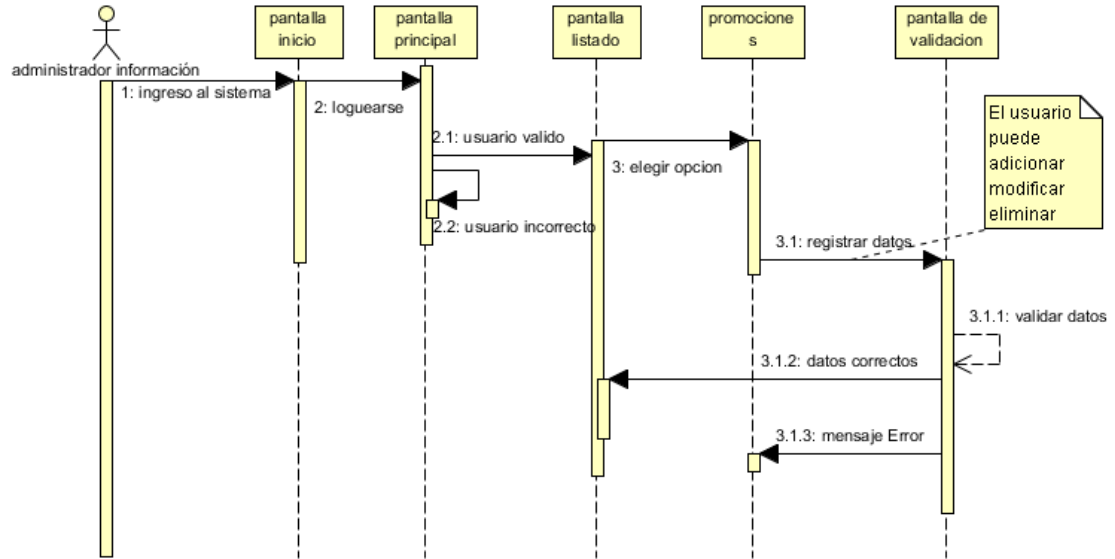 pantalla
inicio
pantalla
principal
pantalla
listado
promocione
s
pantalla de
validacion
administrador información
1: ingreso al sistema
2: loguearse
El usuario
puede
adicionar
modificar
eliminar
2.1: usuario valido
3: elegir opcion
2.2: usuario incorrecto
3.1: registrar datos
3.1.1: validar datos
3.1.2: datos correctos
3.1.3: mensaje Error